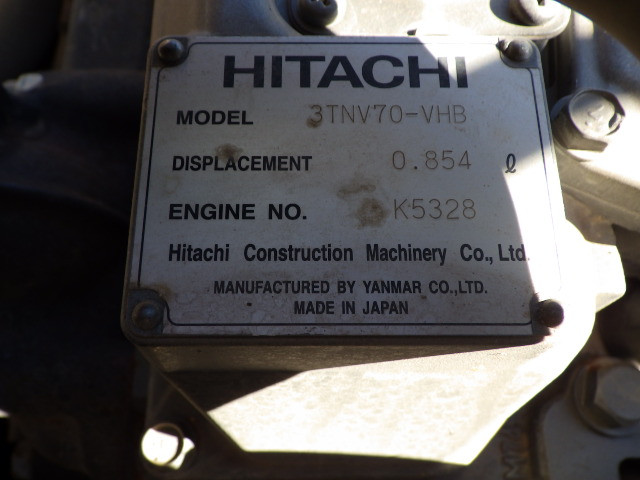 HITACHI
MODEL 3TNV70-VHB
DISPLACEMENT 0.854 ℓ
ENGINE NO. K5328
Hitachi Construction Machinery Co., Ltd.
MANUFACTURED BY YANMAR CO.,LTD.
MADE IN JAPAN